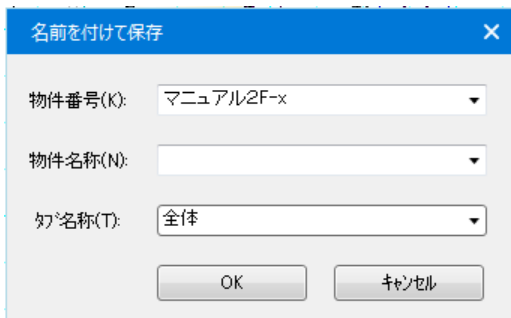 名前を付けて保存
物件番号(K): マニュアル2F-x
物件名称(N):
ﾀﾌﾞ名称(T): 全体
OK ｷｬﾝｾﾙ